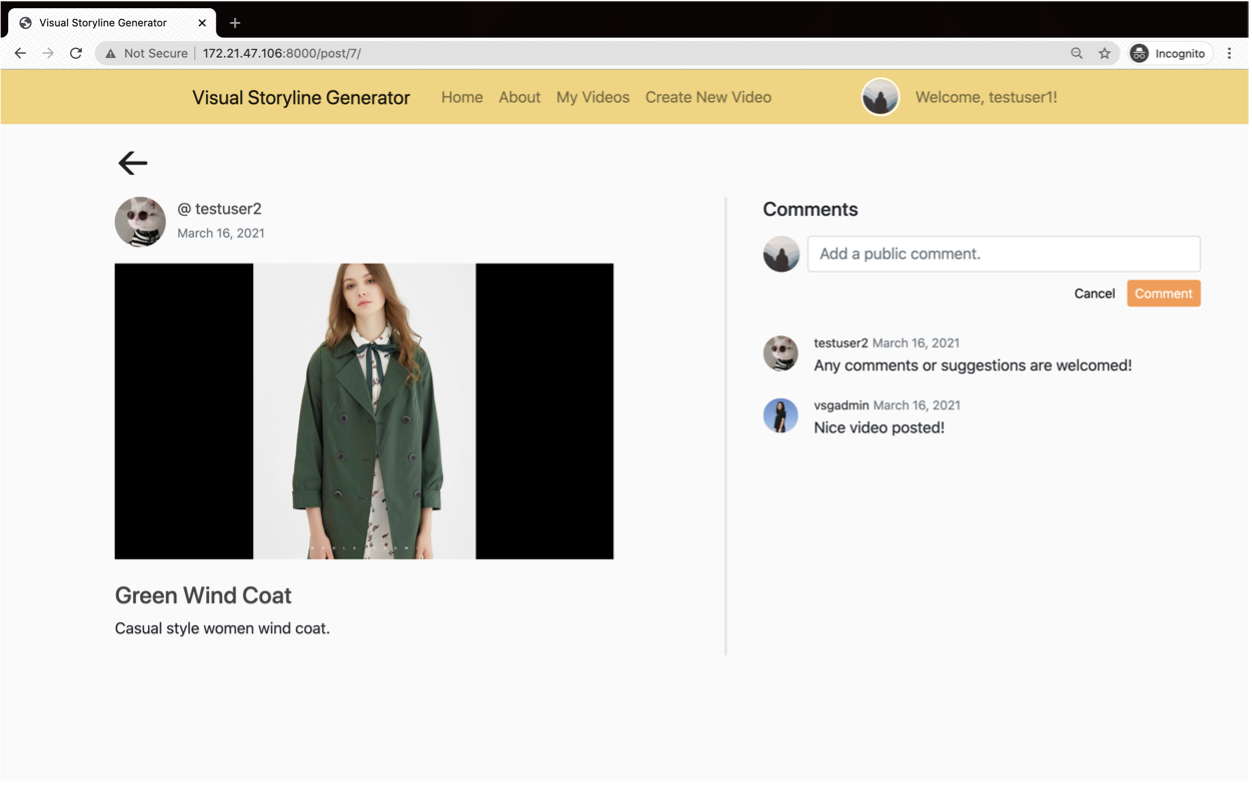 Visual Storyline Generator
Not Secure 172.21.47.106:8000/post/7/ Incognito
Visual Storyline Generator Home About My Videos Create New Video Welcome, testuser1!
@ testuser2
March 16, 2021
Green Wind Coat
Casual style women wind coat.
Comments
Add a public comment.
Cancel Comment
testuser2 March 16, 2021
Any comments or suggestions are welcomed!
vsgadmin March 16, 2021
Nice video posted!